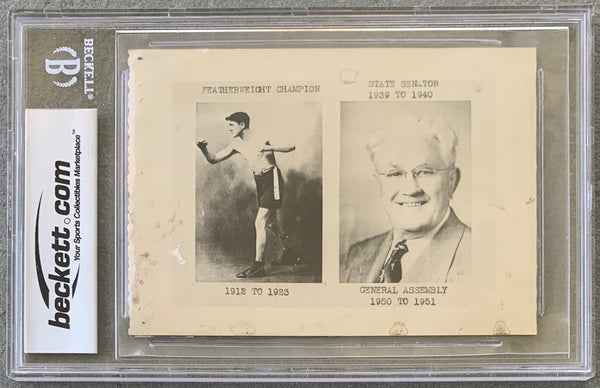 BECKETT
B
beckett.com
Your Sports Collectibles Marketplace™
FEATHERWEIGHT CHAMPION
1912 TO 1923
STATE SENATOR
1939 TO 1940
GENERAL ASSEMBLY
1950 TO 1951